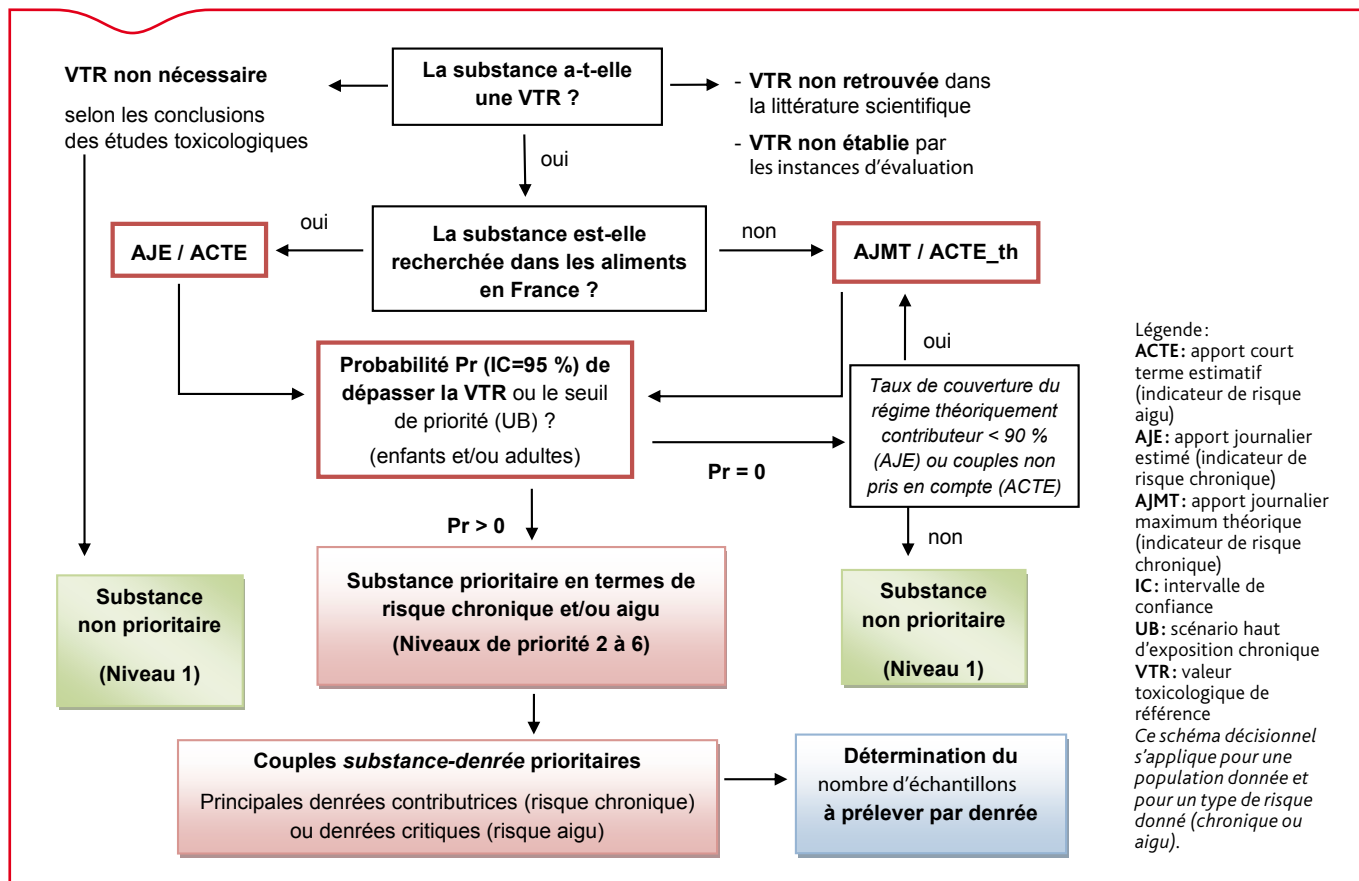 La substance a-t-elle
une VTR ?
VTR non nécessaire
selon les conclusions
des études toxicologiques
- VTR non retrouvée dans
la littérature scientifique
- VTR non établie par
les instances d'évaluation
oui
La substance est-elle
recherchée dans les aliments
en France ?
oui
AJE / ACTE
non
AJMT / ACTE_th
Probabilité Pr (IC=95 %) de
dépasser la VTR ou le seuil
de priorité (UB) ?
(enfants et/ou adultes)
Pr = 0
oui
Taux de couverture du
régime théoriquement
contributeur < 90 %
(AJE) ou couples non
pris en compte (ACTE)
non
Pr > 0
Substance
non prioritaire
(Niveau 1)
Substance prioritaire en termes de
risque chronique et/ou aigu
(Niveaux de priorité 2 à 6)
Substance
non prioritaire
(Niveau 1)
Couples substance-denrée prioritaires
Principales denrées contributrices (risque chronique)
ou denrées critiques (risque aigu)
Détermination du
nombre d'échantillons
à prélever par denrée
Légende :
ACTE : apport court
terme estimatif
(indicateur de risque
aigu)
AJE : apport journalier
estimé (indicateur de
risque chronique)
AJMT : apport journalier
maximum théorique
(indicateur de risque
chronique)
IC : intervalle de
confiance
UB : scénario haut
d'exposition chronique
VTR : valeur
toxicologique de
référence
Ce schéma décisionnel
s'applique pour une
population donnée et
pour un type de risque
donné (chronique ou
aigu).